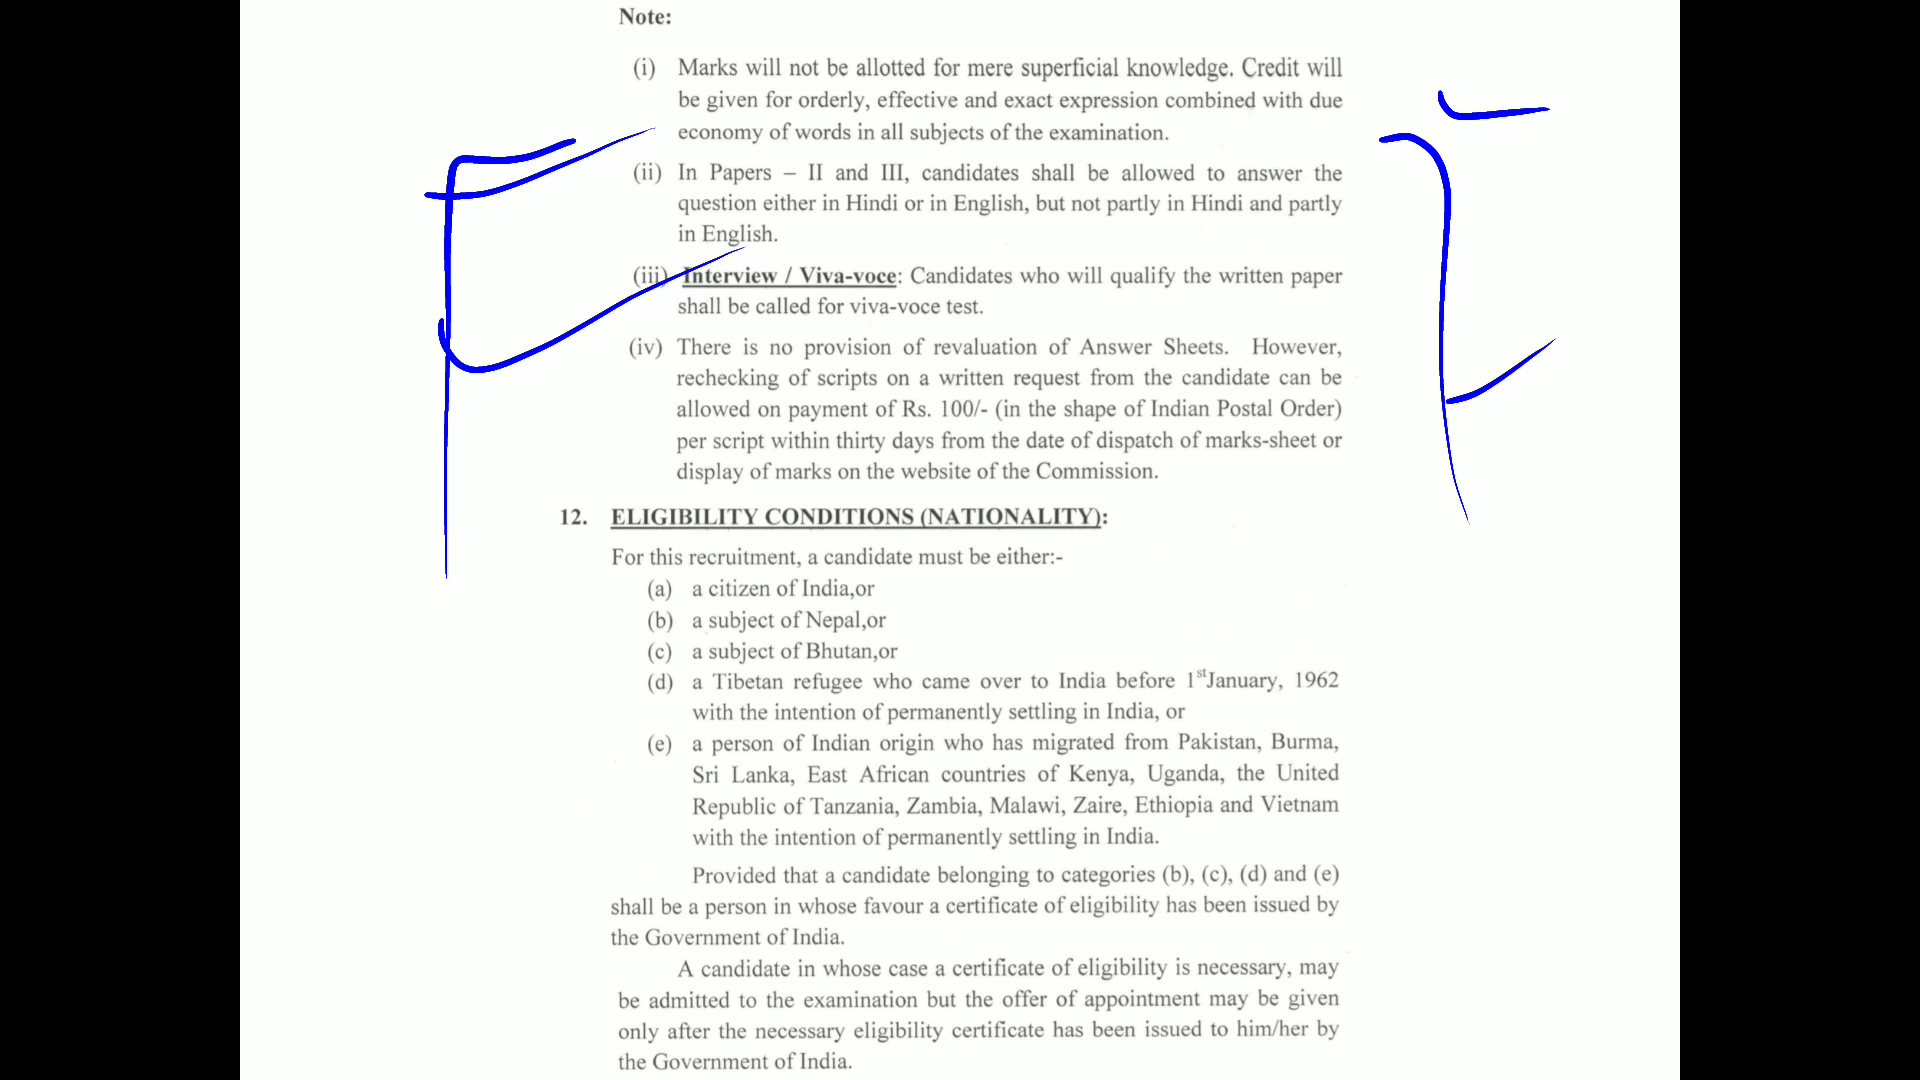 Note:
(i) Marks will not be allotted for mere superficial knowledge. Credit will
be given for orderly, effective and exact expression combined with due
economy of words in all subjects of the examination.
(ii) In Papers – II and III, candidates shall be allowed to answer the
question either in Hindi or in English, but not partly in Hindi and partly
in English.
(iii) Interview / Viva-voce: Candidates who will qualify the written paper
shall be called for viva-voce test.
(iv) There is no provision of revaluation of Answer Sheets. However,
rechecking of scripts on a written request from the candidate can be
allowed on payment of Rs. 100/- (in the shape of Indian Postal Order)
per script within thirty days from the date of dispatch of marks-sheet or
display of marks on the website of the Commission.
12. ELIGIBILITY CONDITIONS (NATIONALITY):
For this recruitment, a candidate must be either:-
(a) a citizen of India,or
(b) a subject of Nepal,or
(c) a subject of Bhutan,or
(d) a Tibetan refugee who came over to India before 1stJanuary, 1962
with the intention of permanently settling in India, or
(e) a person of Indian origin who has migrated from Pakistan, Burma,
Sri Lanka, East African countries of Kenya, Uganda, the United
Republic of Tanzania, Zambia, Malawi, Zaire, Ethiopia and Vietnam
with the intention of permanently settling in India.
Provided that a candidate belonging to categories (b), (c), (d) and (e)
shall be a person in whose favour a certificate of eligibility has been issued by
the Government of India.
A candidate in whose case a certificate of eligibility is necessary, may
be admitted to the examination but the offer of appointment may be given
only after the necessary eligibility certificate has been issued to him/her by
the Government of India.